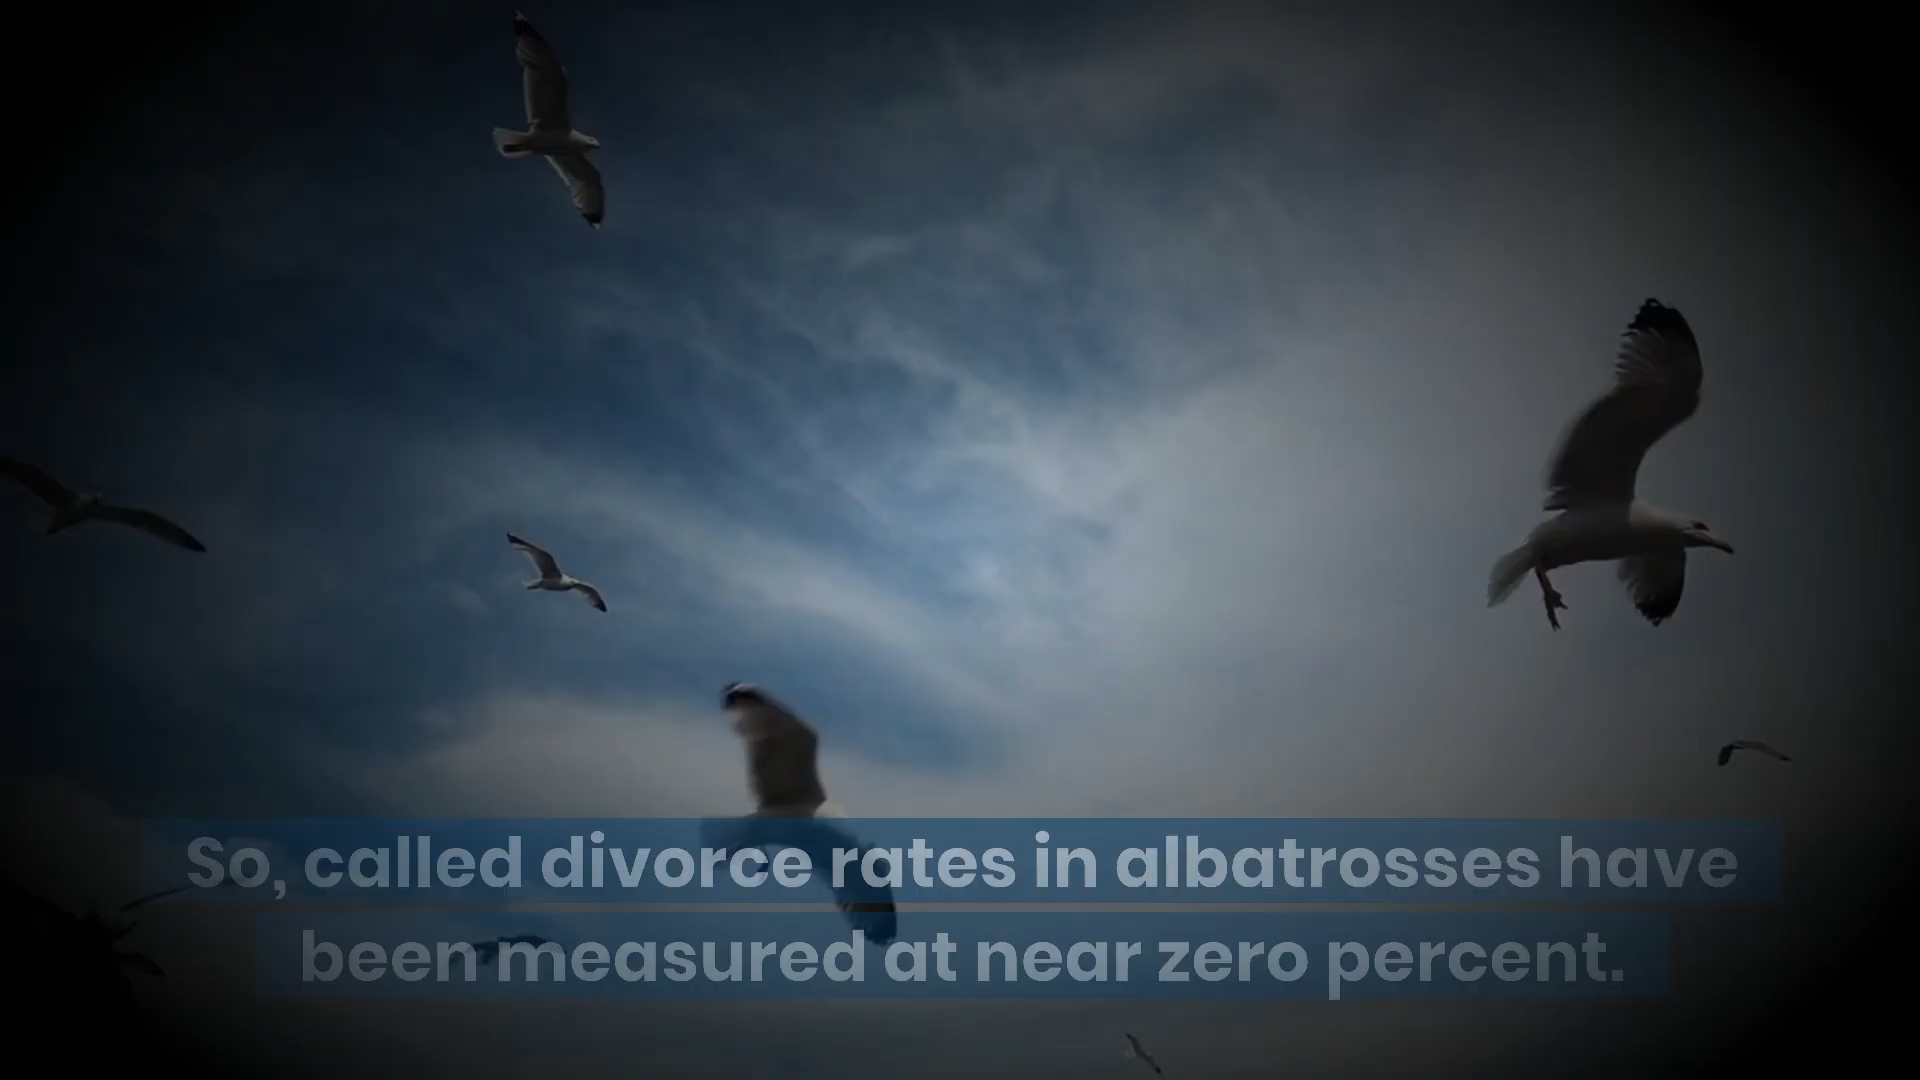 So, called divorce rates in albatrosses have
been measured at near zero percent.